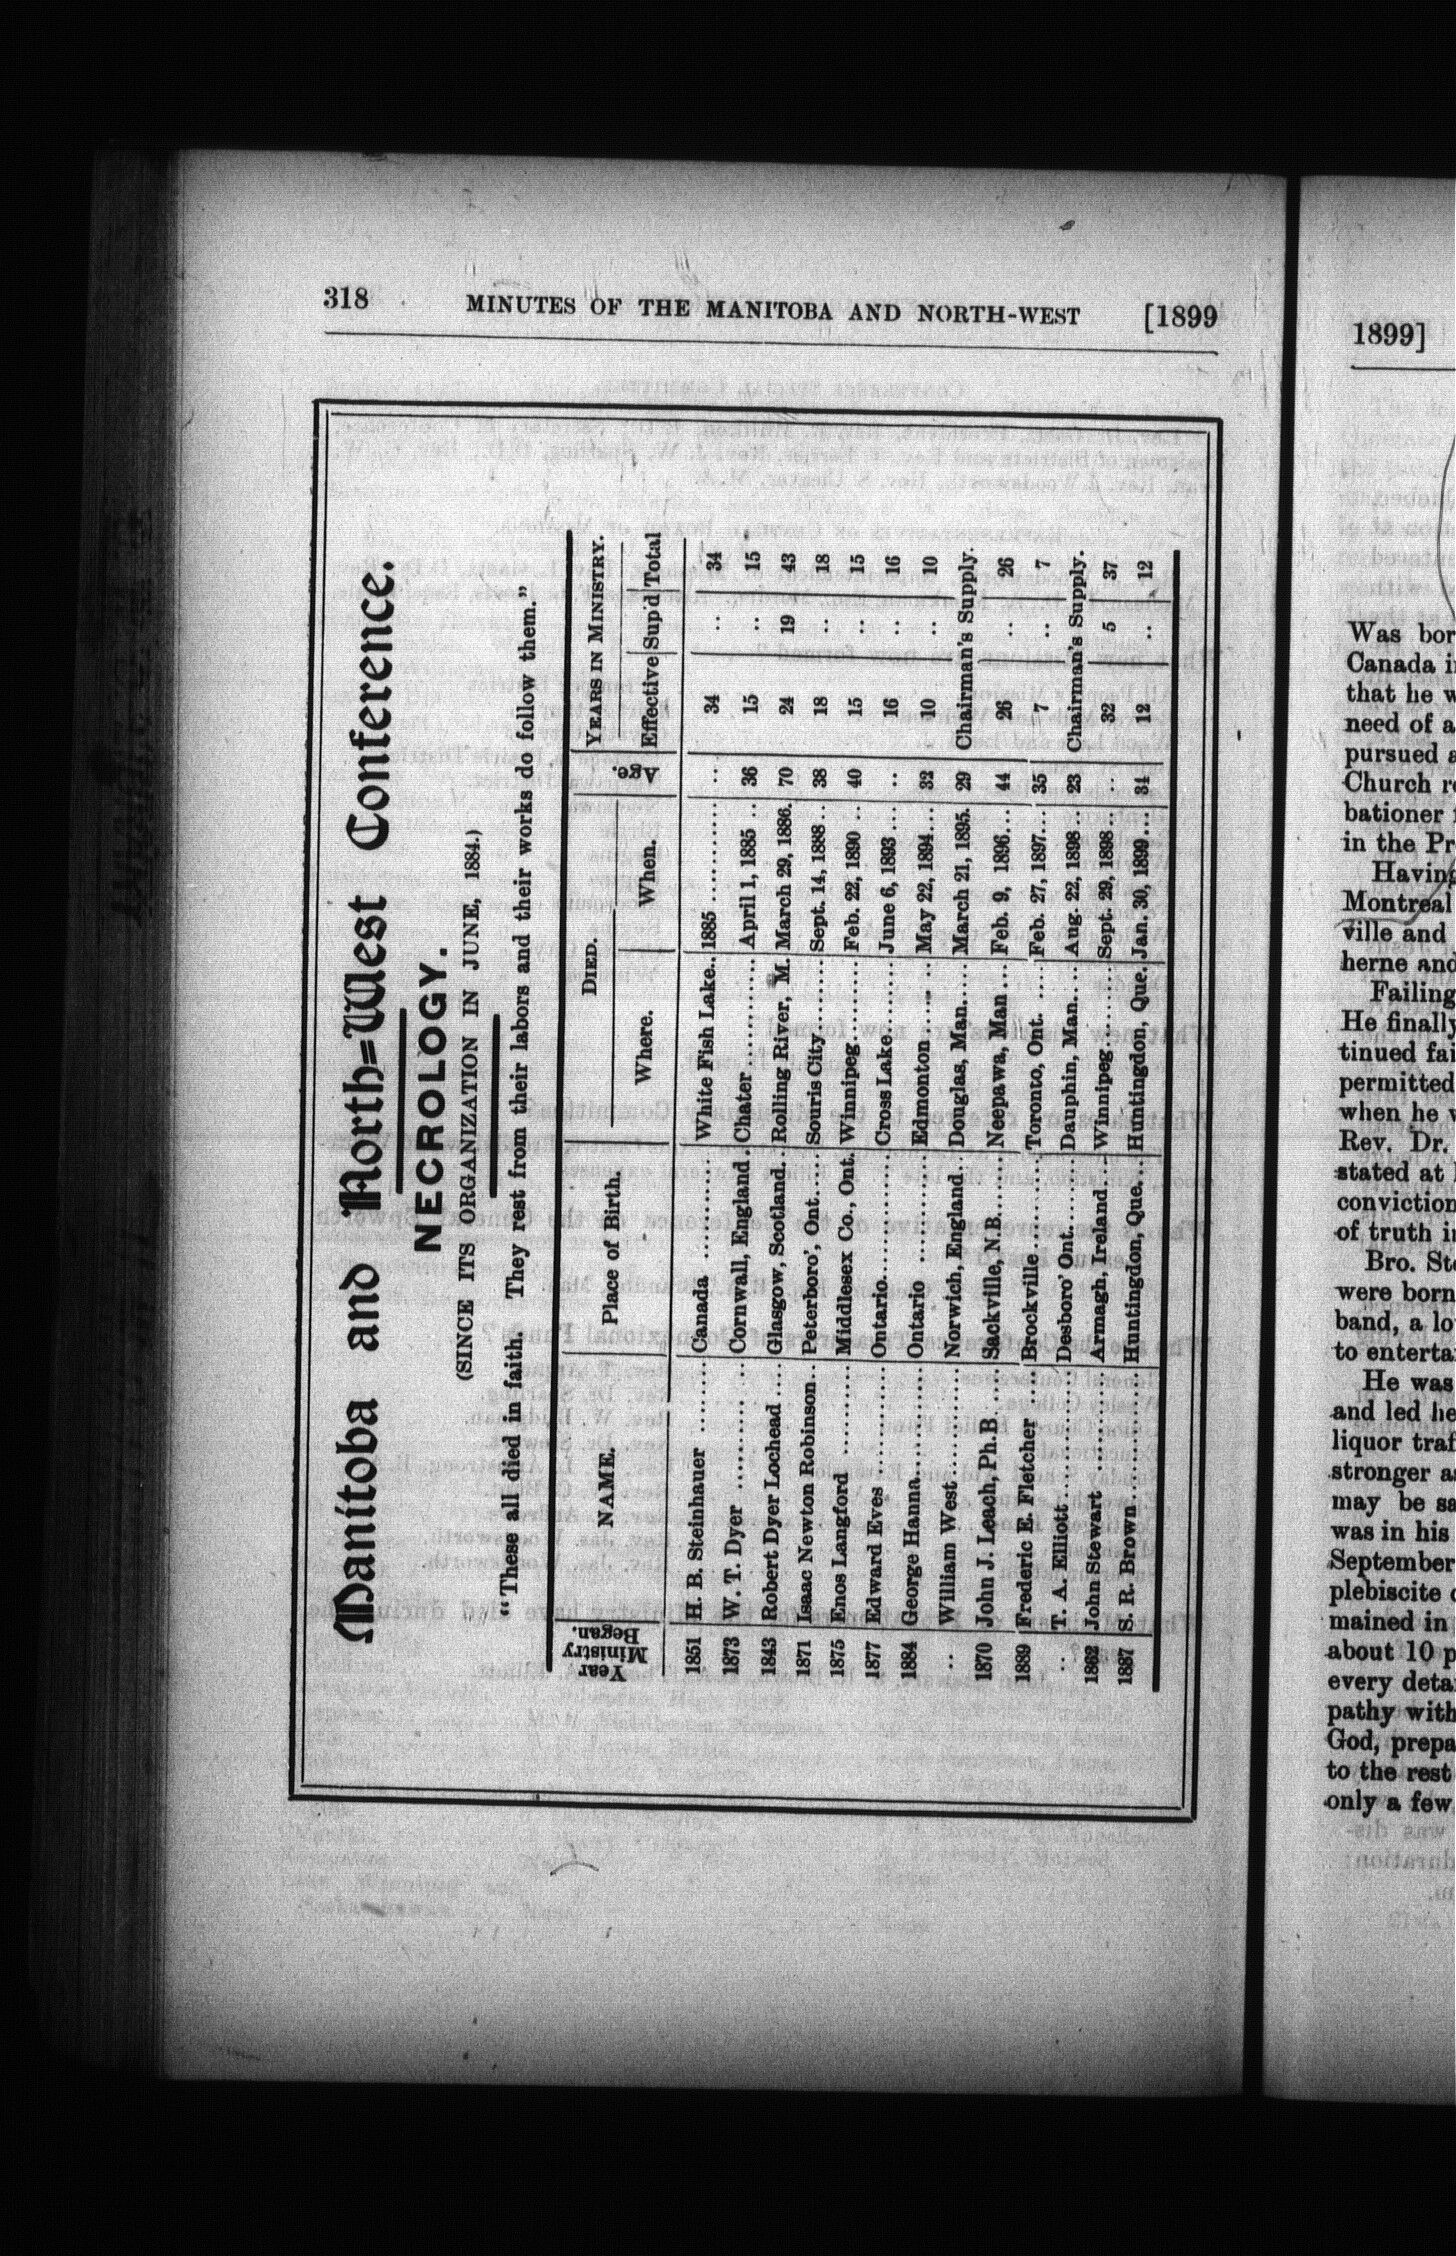 318 MINUTES OF THE MANITOBA AND NORTH-WEST [1899
Manitoba and North=West Conference.
NECROLOGY.
(SINCE ITS ORGANIZATION IN JUNE, 1884.)
"These all died in faith. They rest from their labors and their works do follow them."
Year Ministry Began. NAME. Place of Birth. DIED. Where. When. Age. YEARS IN MINISTRY. Effective Sup'd Total
1851 H. B. Steinhauer ........ Canada ........ White Fish Lake.. 1885 ........ .. 34 .. 34
1873 W. T. Dyer ........ Cornwall, England . Chater ........ April 1, 1885 .. 36 15 .. 15
1843 Robert Dyer Lochead .... Glasgow, Scotland.. Rolling River, M. March 29, 1886. 70 24 19 43
1871 Isaac Newton Robinson .. Peterboro', Ont..... Souris City........ Sept. 14, 1888 .. 38 18 .. 18
1875 Enos Langford ........ Middlesex Co, Ont. Winnipeg........ Feb. 22, 1890 .. 40 15 .. 15
1877 Edward Eves ........ Ontario........ Cross Lake........ June 6, 1893 ... .. 16 .. 16
1884 George Hanna........ Ontario ........ Edmonton ........ May 22, 1894... 32 10 .. 10
.. William West ........ Norwich, England.. Douglas, Man..... March 21, 1895. 29 Chairman's Supply.
1870 John J. Leach, Ph.B .... Sackville, N.B...... Neepawa, Man ... Feb. 9, 1896... 44 26 .. 26
1889 Frederic E. Fletcher .... Brockville ........ Toronto, Ont. .... Feb. 27, 1897... 35 7 .. 7
.. T. A. Elliott ........ Desboro' Ont...... Dauphin, Man... Aug. 22, 1898 23 Chairman's Supply.
1862 John Stewart ........ Armagh, Ireland... Winnipeg ...... Sept. 29, 1898 .. 32 5 37
1887 S. R. Brown........ Huntingdon, Que... Huntingdon, Que. Jan. 30, 1899... 34 12 .. 12
1899]
Was bor
Canada i
that he w
need of a
pursued a
Church re
bationer
in the Pr
Having
Montreal
ville and
herne and
Failing
He finally
tinued fai
permitted
when he w
Rev. Dr.
stated at
conviction
of truth i
Bro. Ste
were born
band, a lo
to enterta
He was
and led he
liquor traf
stronger a
may be sa
was in his
September
plebiscite
mained in
about 10 p
every deta
pathy with
God, prepa
to the rest
only a few